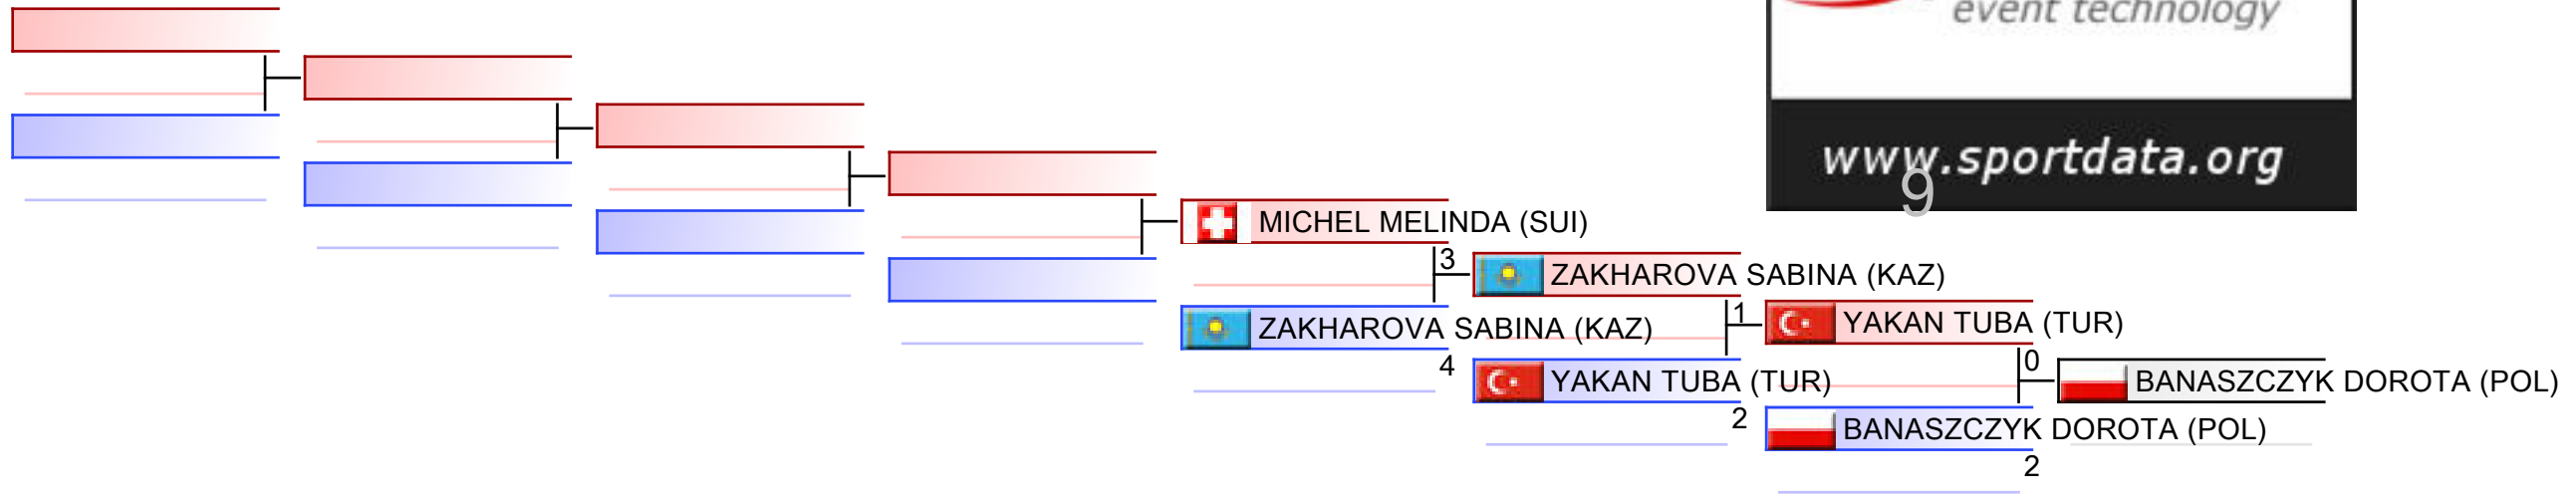 event technology
www.sportdata.org
9
MICHEL MELINDA (SUI)
3
ZAKHAROVA SABINA (KAZ)
ZAKHAROVA SABINA (KAZ)
4
1
YAKAN TUBA (TUR)
YAKAN TUBA (TUR)
2
0
BANASZCZYK DOROTA (POL)
BANASZCZYK DOROTA (POL)
2